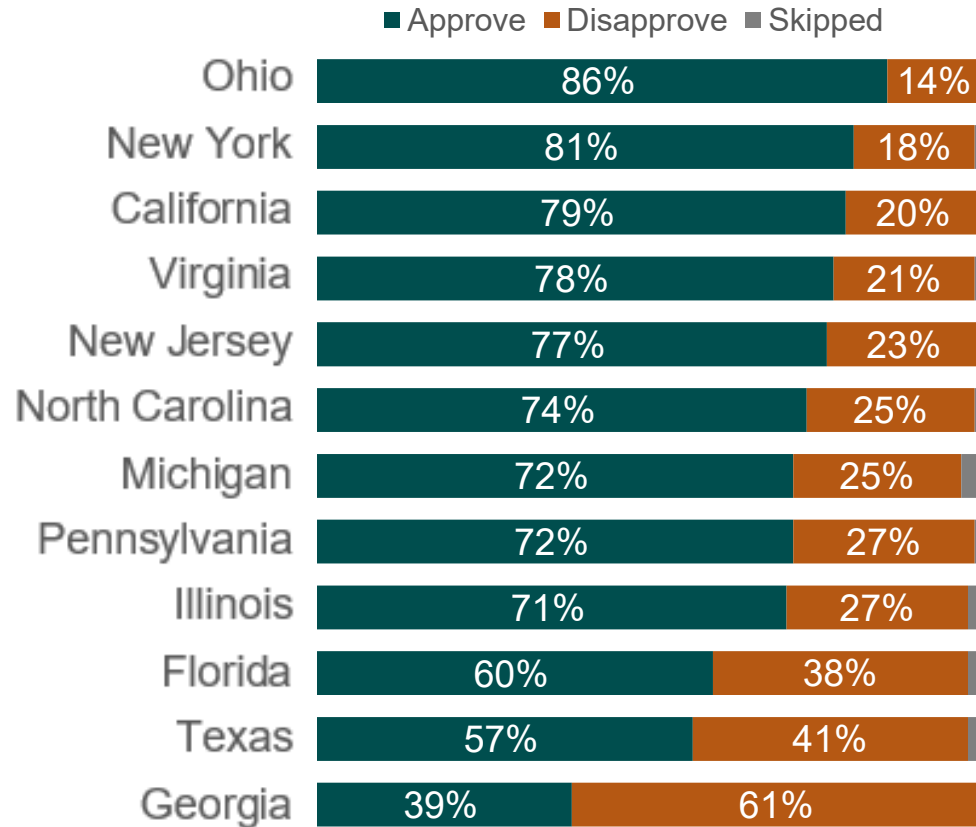 Approve Disapprove Skipped
Ohio 86% 14%
New York 81% 18%
California 79% 20%
Virginia 78% 21%
New Jersey 77% 23%
North Carolina 74% 25%
Michigan 72% 25%
Pennsylvania 72% 27%
Illinois 71% 27%
Florida 60% 38%
Texas 57% 41%
Georgia 39% 61%